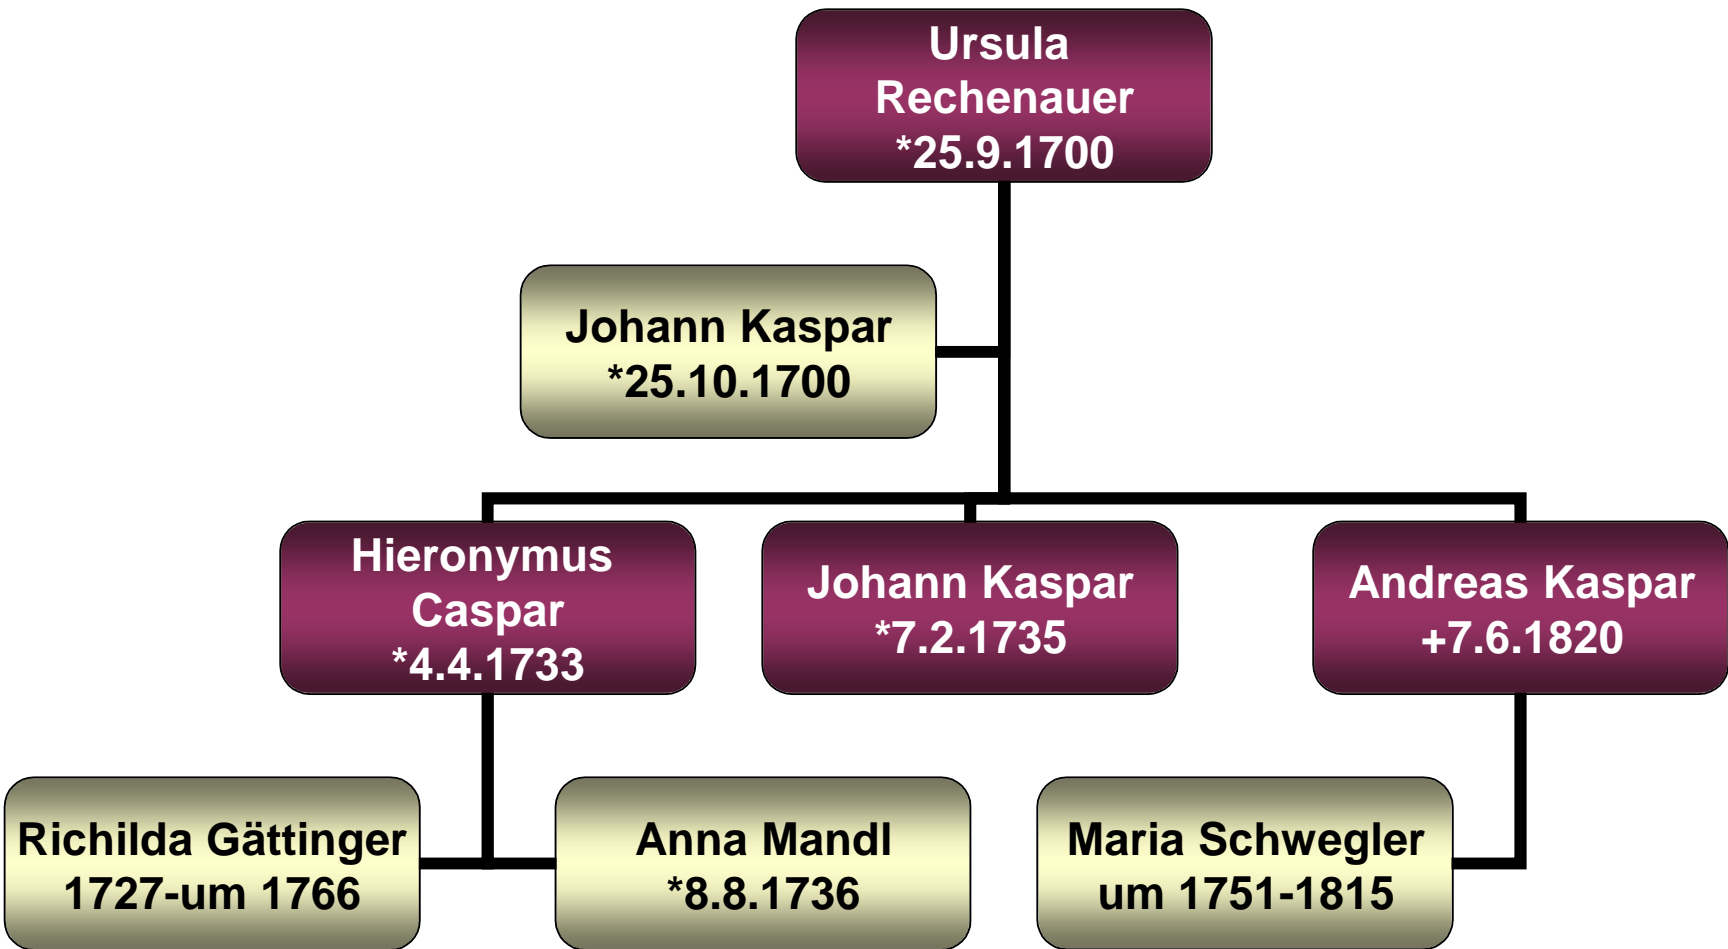 Ursula
Rechenauer
*25.9.1700
Johann Kaspar
*25.10.1700
Hieronymus
Caspar
*4.4.1733
Johann Kaspar
*7.2.1735
Andreas Kaspar
+7.6.1820
Richilda Gättinger
1727-um 1766
Anna Mandl
*8.8.1736
Maria Schwegler
um 1751-1815